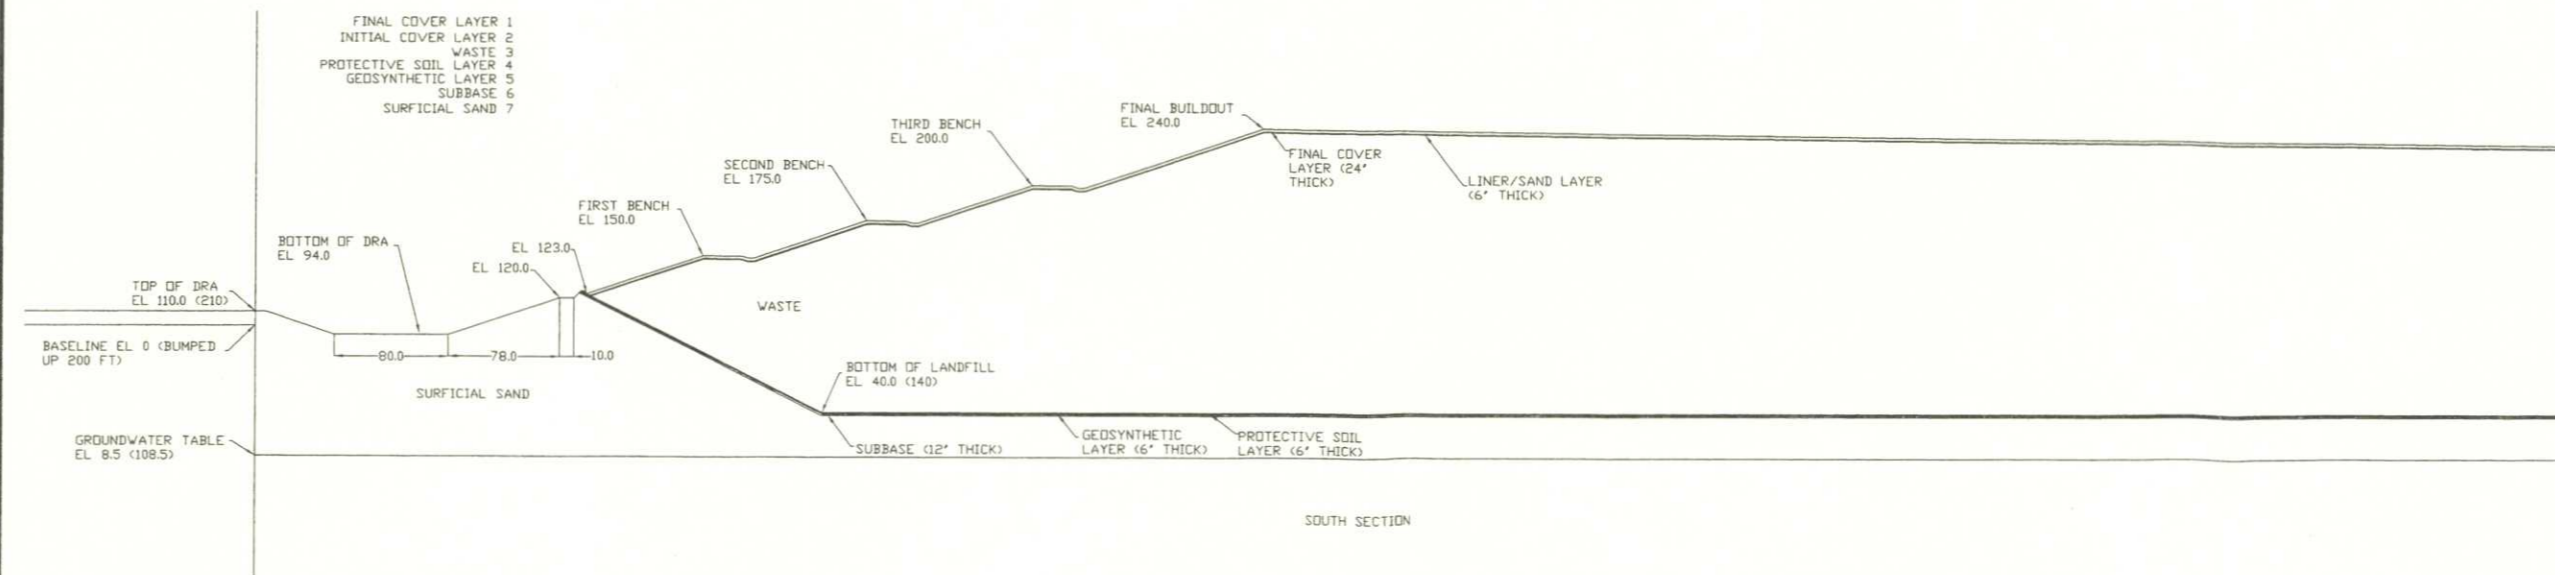 FINAL COVER LAYER 1
INITIAL COVER LAYER 2
WASTE 3
PROTECTIVE SOIL LAYER 4
GEOSYNTHETIC LAYER 5
SUBBASE 6
SURFICIAL SAND 7
FINAL BUILDOUT
EL 240.0
THIRD BENCH
EL 200.0
FINAL COVER
LAYER (24"
THICK)
SECOND BENCH
EL 175.0
LINER/SAND LAYER
(6" THICK)
FIRST BENCH
EL 150.0
BOTTOM OF DRA
EL 94.0
EL 123.0
EL 120.0
TOP OF DRA
EL 110.0 (210)
WASTE
BASELINE EL 0 (BUMPED
UP 200 FT)
80.0
78.0
10.0
BOTTOM OF LANDFILL
EL 40.0 (140)
SURFICIAL SAND
GROUNDWATER TABLE
EL 8.5 (108.5)
SUBBASE (12" THICK)
GEOSYNTHETIC
LAYER (6" THICK)
PROTECTIVE SOIL
LAYER (6" THICK)
SOUTH SECTION